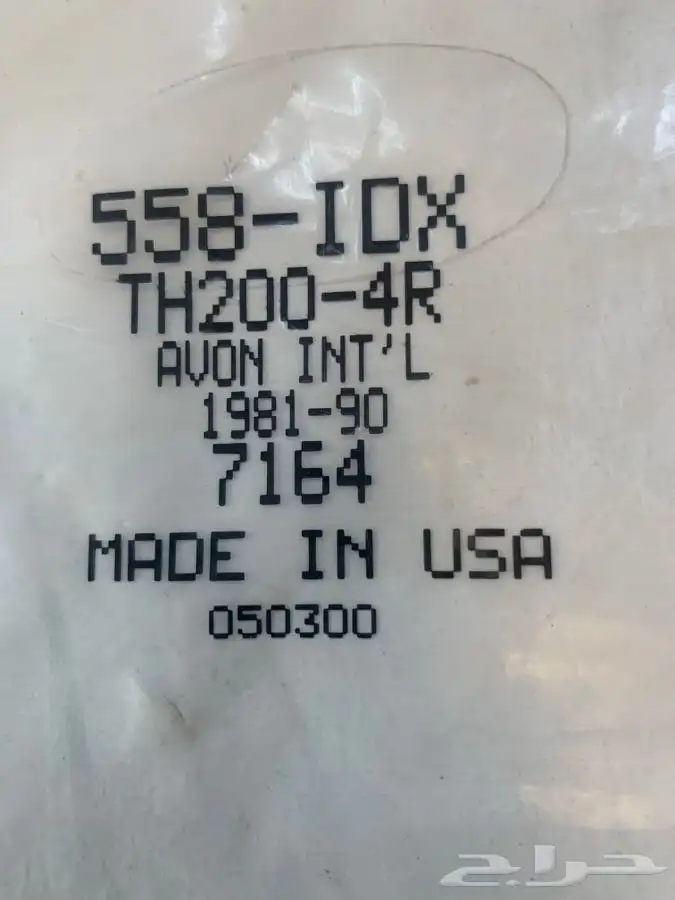 558-IDX
TH200-4R
AVON INT'L
1981-90
7164
MADE IN USA
050300
حراج